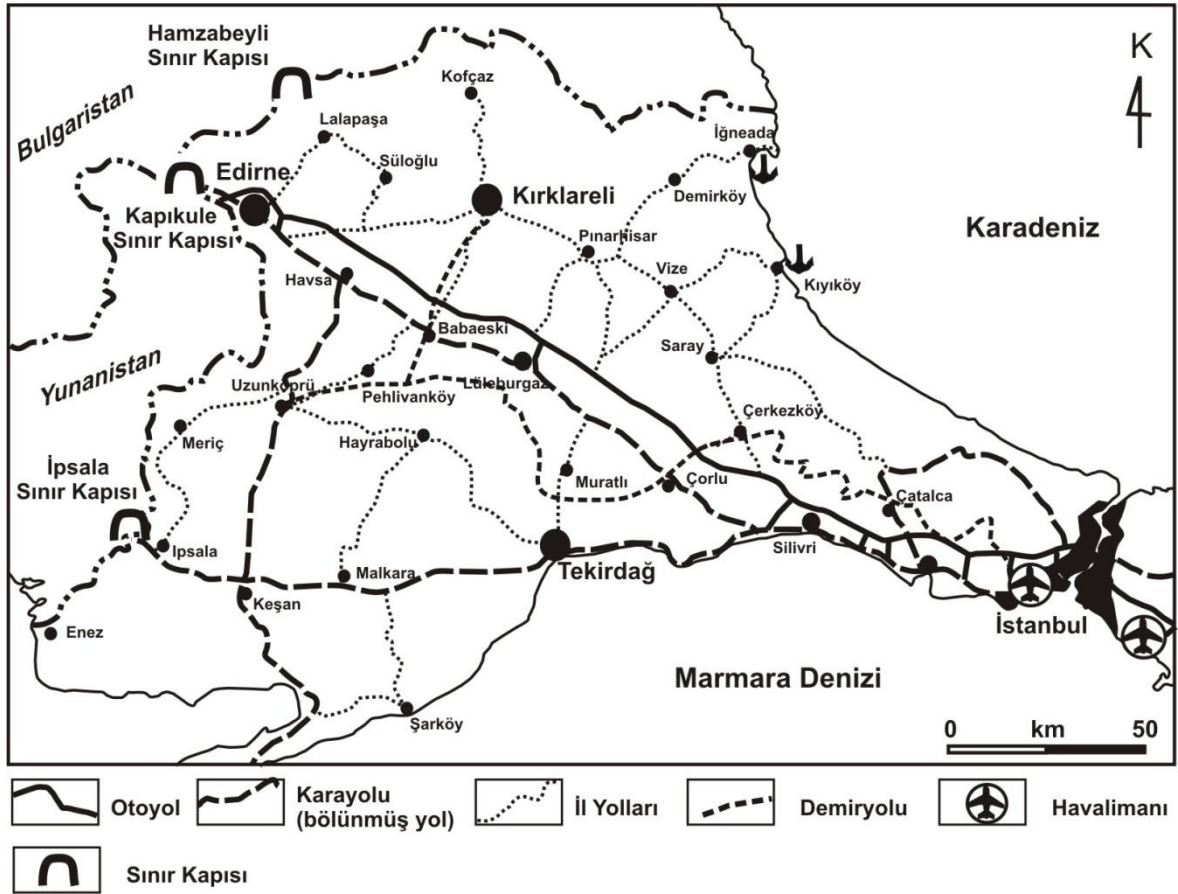 Hamzabeyli
Sınır Kapısı
K
Kofçaz
Bulgaristan
Lalapaşa
İğneada
Süloğlu
Edirne
Kırklareli
Demirköy
Kapıkule
Sınır Kapısı
Karadeniz
Pınarhisar
Vize
Kıyıköy
Havsa
Babaeski
Saray
Yunanistan
Lüleburgaz
Uzunköprü
Pehlivanköy
Meriç
Hayrabolu
Çerkezköy
İpsala
Sınır Kapısı
Muratlı
Çorlu
Çatalca
Ipsala
Silivri
Malkara
Tekirdağ
Keşan
İstanbul
Enez
Marmara Denizi
Şarköy
0 km 50
Otoyol
Karayolu
(bölünmüş yol)
İl Yolları
Demiryolu
Havalimanı
Sınır Kapısı